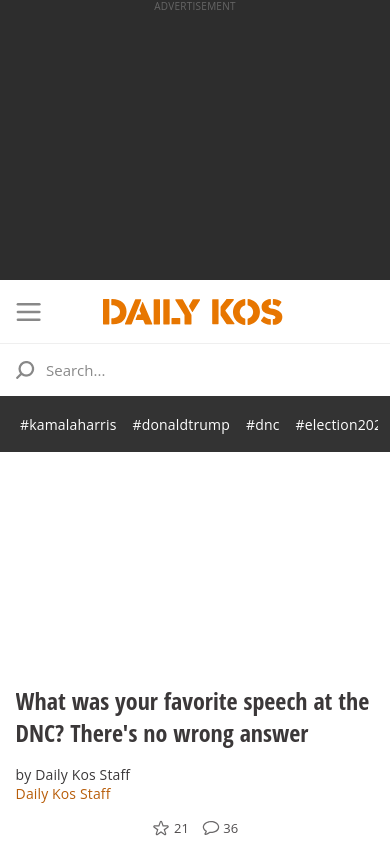 ADVERTISEMENT
DAILY KOS
Search...
#kamalaharris #donaldtrump #dnc #election202
What was your favorite speech at the
DNC? There's no wrong answer
by Daily Kos Staff
Daily Kos Staff
21 36